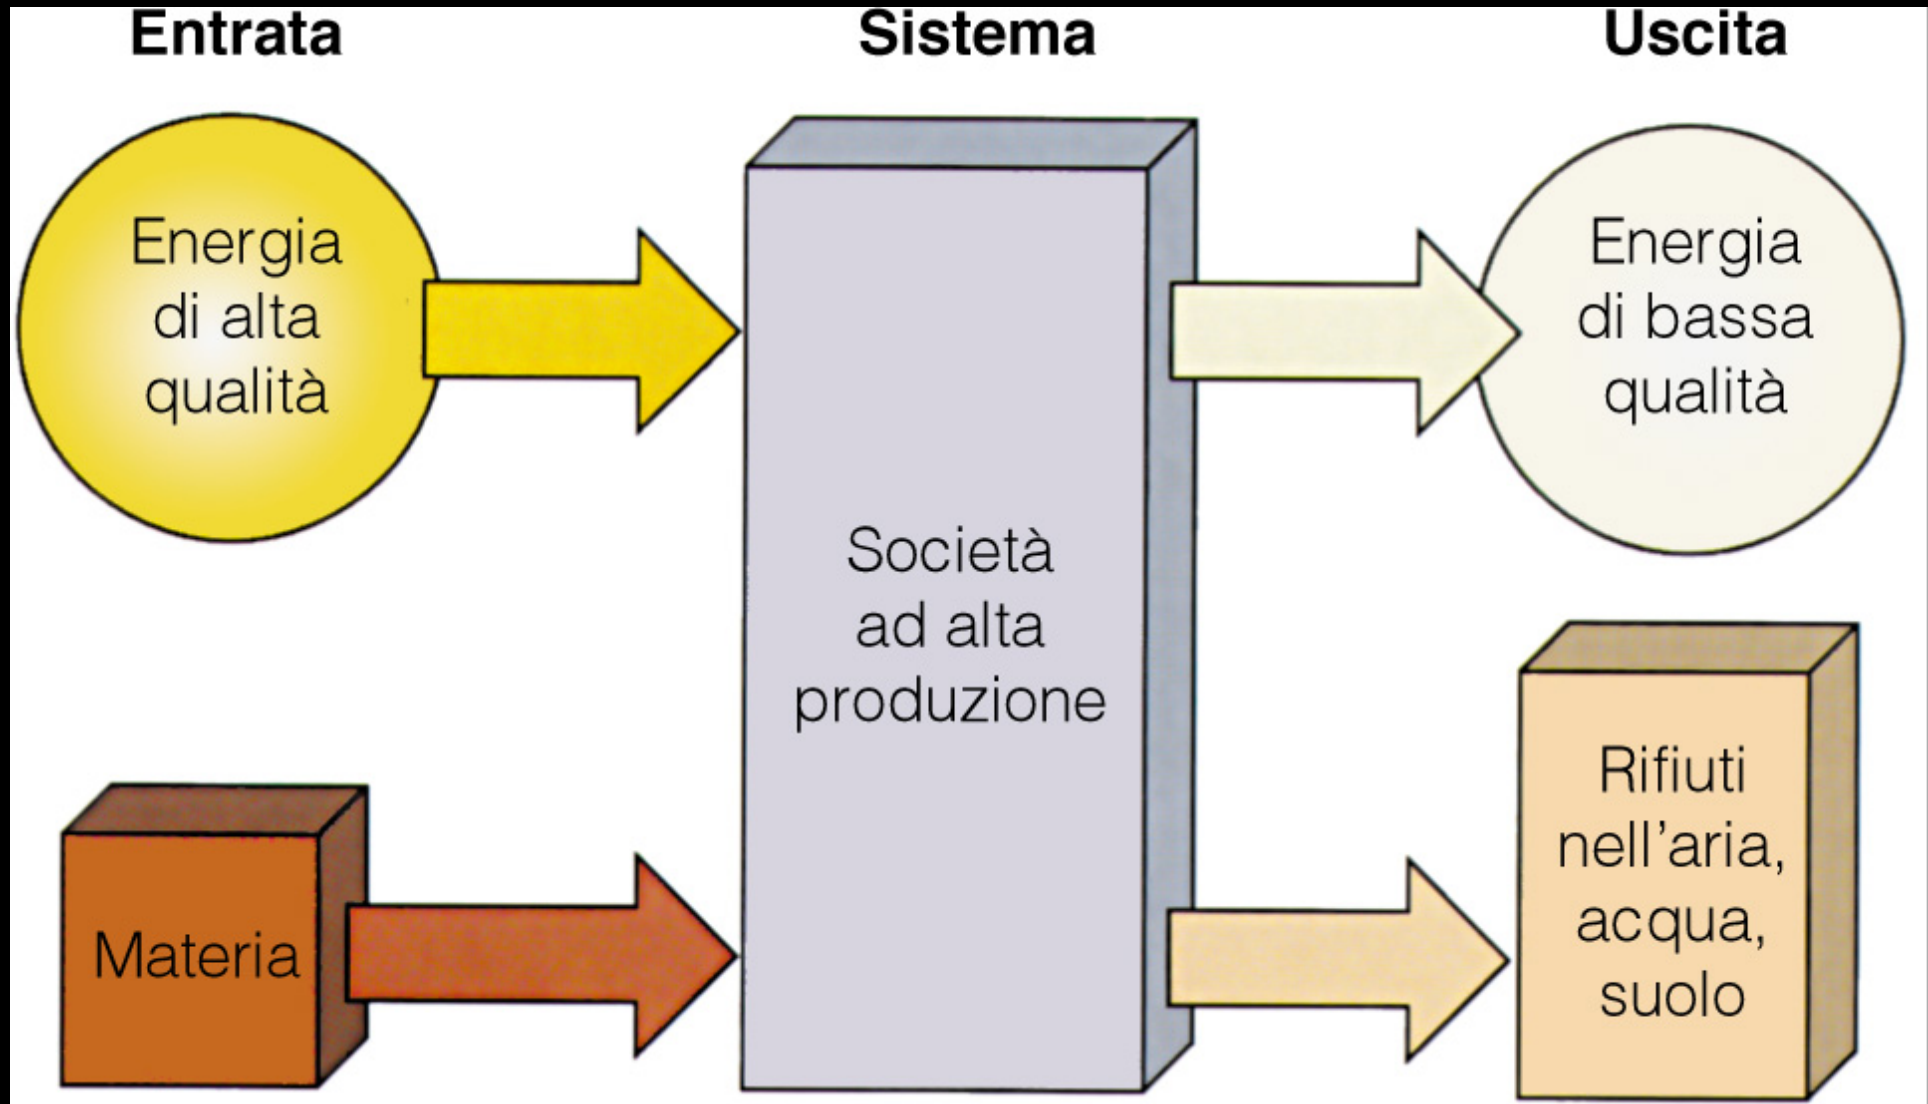 Entrata
Sistema
Uscita
Energia
di alta
qualità
Società
ad alta
produzione
Energia
di bassa
qualità
Materia
Rifiuti
nell'aria,
acqua,
suolo